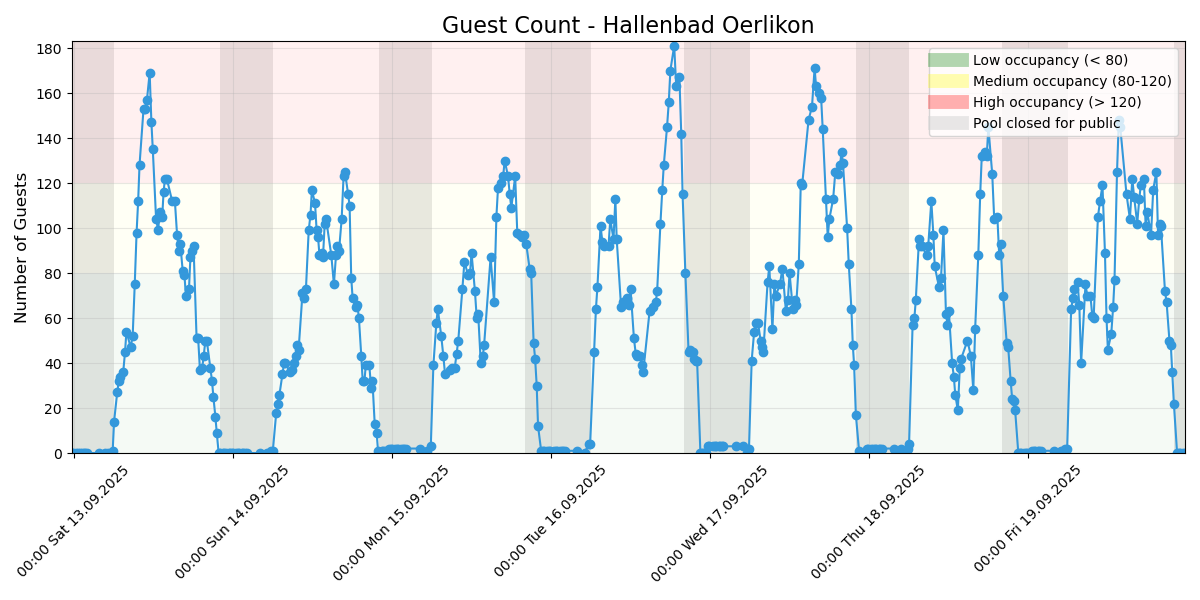 Guest Count - Hallenbad Oerlikon
Number of Guests
180
160
140
120
100
80
60
40
20
0
Low occupancy (< 80)
Medium occupancy (80-120)
High occupancy (> 120)
Pool closed for public
00:00 Sat 13.09.2025
00:00 Sun 14.09.2025
00:00 Mon 15.09.2025
00:00 Tue 16.09.2025
00:00 Wed 17.09.2025
00:00 Thu 18.09.2025
00:00 Fri 19.09.2025